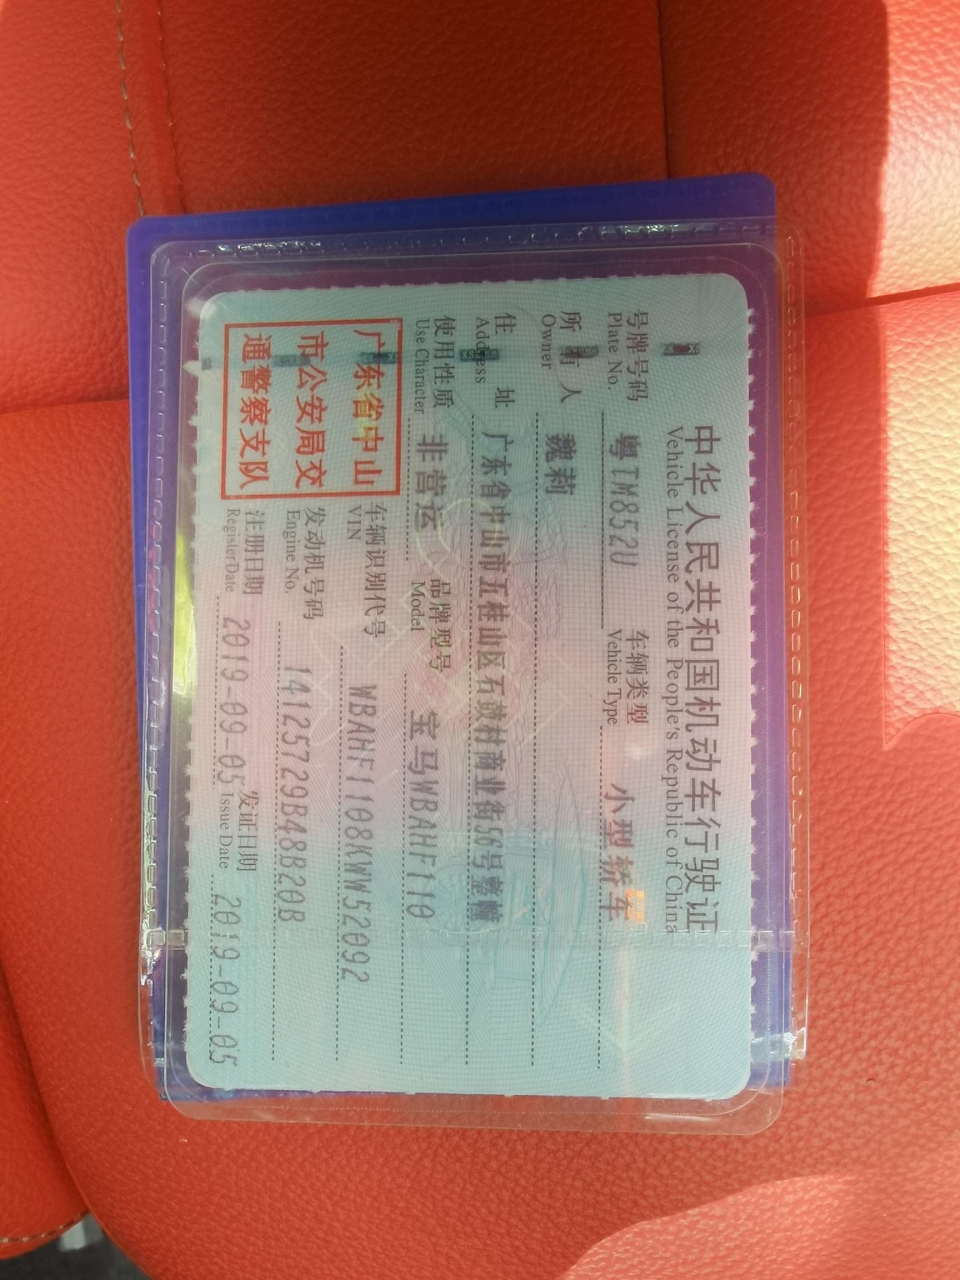 中华人民共和国机动车行驶证
Vehicle License of the People's Republic of China
号牌号码 粤TM852U 车辆类型 小型轿车
Plate No. Vehicle Type
所有人 魏莉
Owner
住址 广东省中山市五桂山区石鼓村商业街56号整幢
Address
使用性质 非营运 品牌型号 宝马WBAHF110
Use Character Model
广东省中山
市公安局交
通警察支队
车辆识别代号 WBAHF1108KWW52092
VIN
发动机号码 14125729B48B20B
Engine No.
注册日期 2019-09-05 发证日期 2019-09-05
Register Date Issue Date